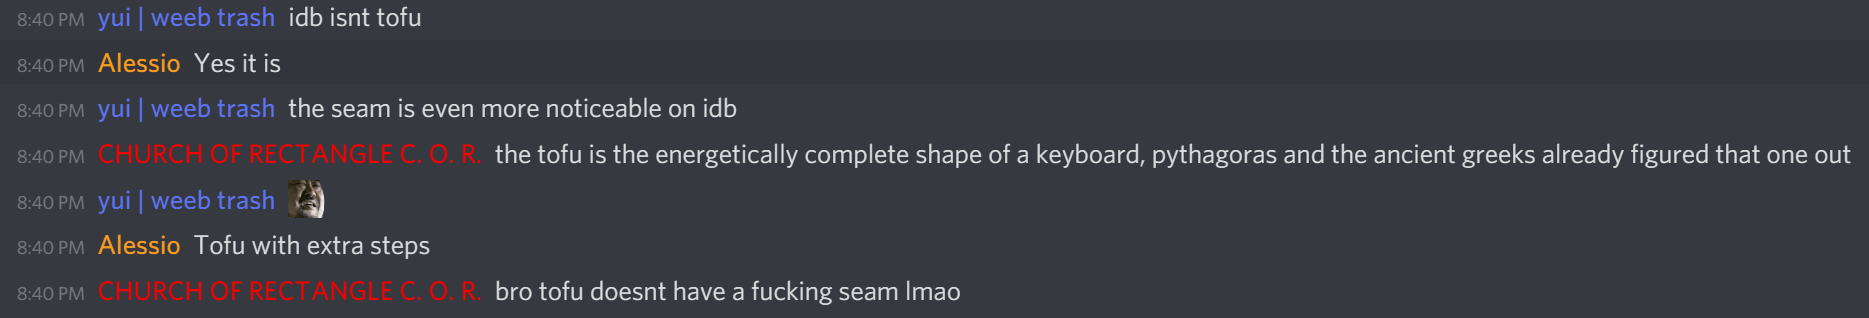 8:40 PM yui | weeb trash idb isnt tofu
8:40 PM Alessio Yes it is
8:40 PM yui | weeb trash the seam is even more noticeable on idb
8:40 PM CHURCH OF RECTANGLE C. O. R. the tofu is the energetically complete shape of a keyboard, pythagoras and the ancient greeks already figured that one out
8:40 PM yui | weeb trash
8:40 PM Alessio Tofu with extra steps
8:40 PM CHURCH OF RECTANGLE C. O. R. bro tofu doesnt have a fucking seam lmao